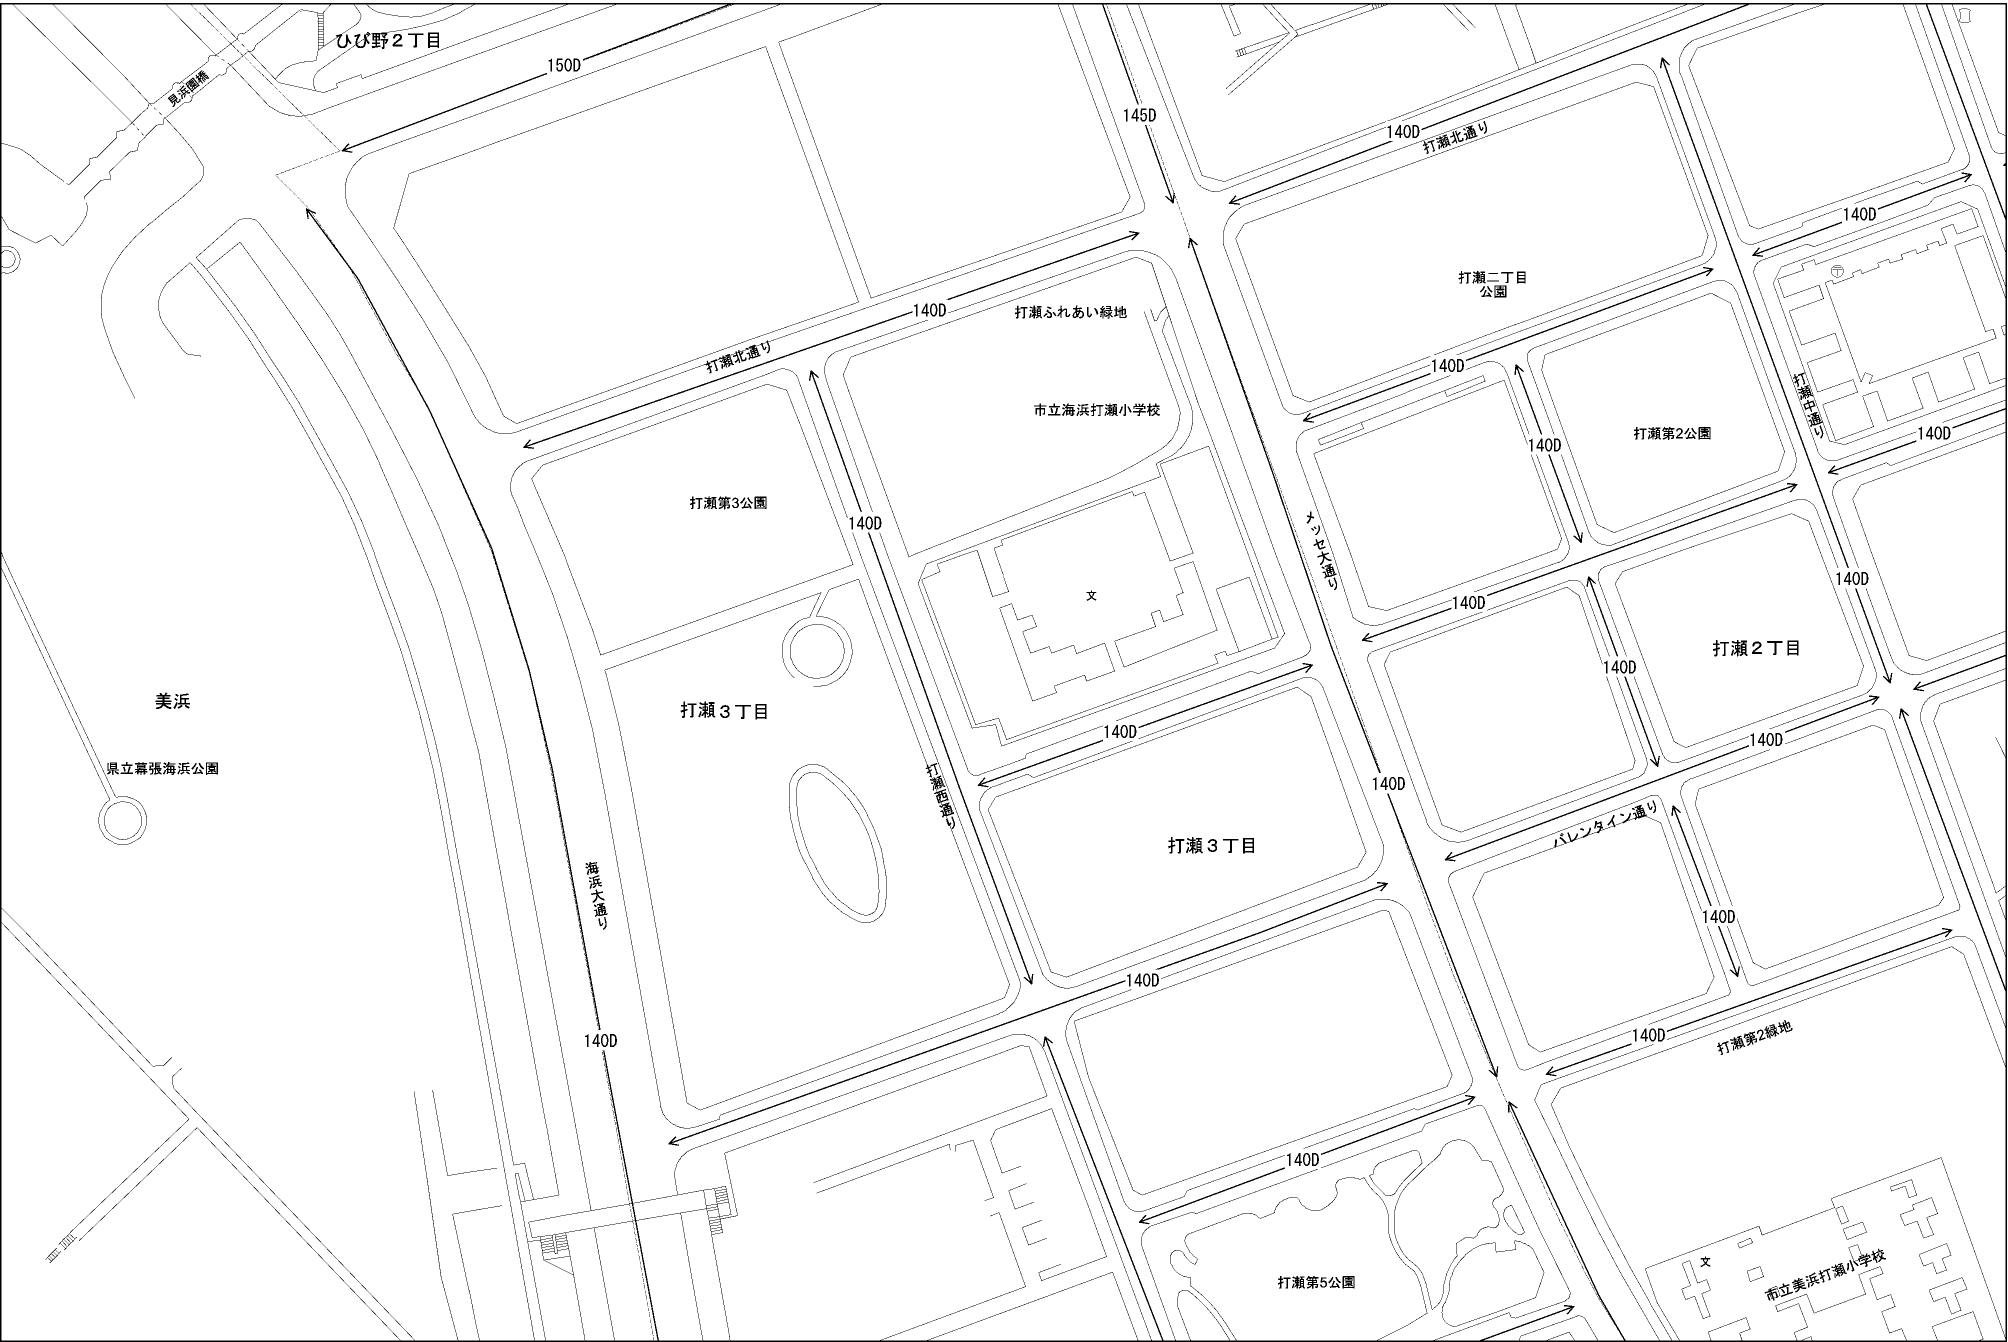 ひび野２丁目
150D
見浜園橋
145D
140D
打瀬北通り
140D
打瀬二丁目
公園
140D
打瀬ふれあい緑地
打瀬北通り
140D
市立海浜打瀬小学校
140D
打瀬第2公園
打瀬中通り
140D
打瀬第3公園
140D
メッセ大通り
140D
140D
文
140D
140D
打瀬２丁目
美浜
打瀬３丁目
140D
140D
県立幕張海浜公園
打瀬西通り
140D
バレンタイン通り
打瀬３丁目
海浜大通り
140D
140D
140D
140D
打瀬第2緑地
140D
文
打瀬第5公園
市立美浜打瀬小学校